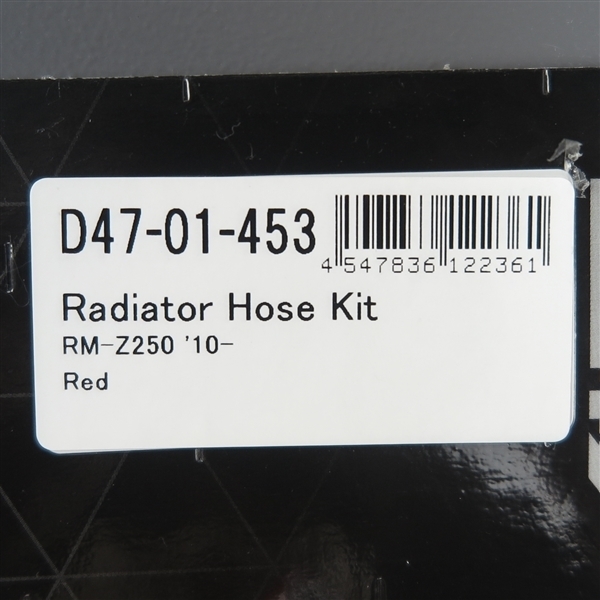 D47-01-453
4 547836 122361
Radiator Hose Kit
RM-Z250 '10-
Red